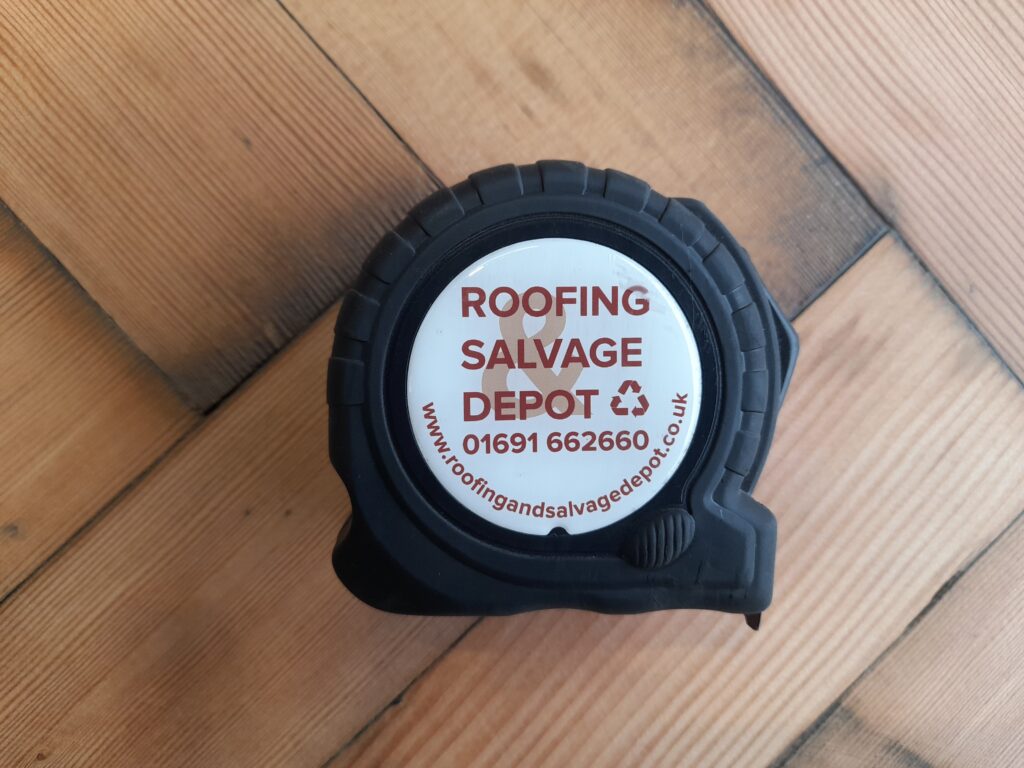 ROOFING
&
SALVAGE
DEPOT
01691 662660
www.roofingandsalvagedepot.co.uk